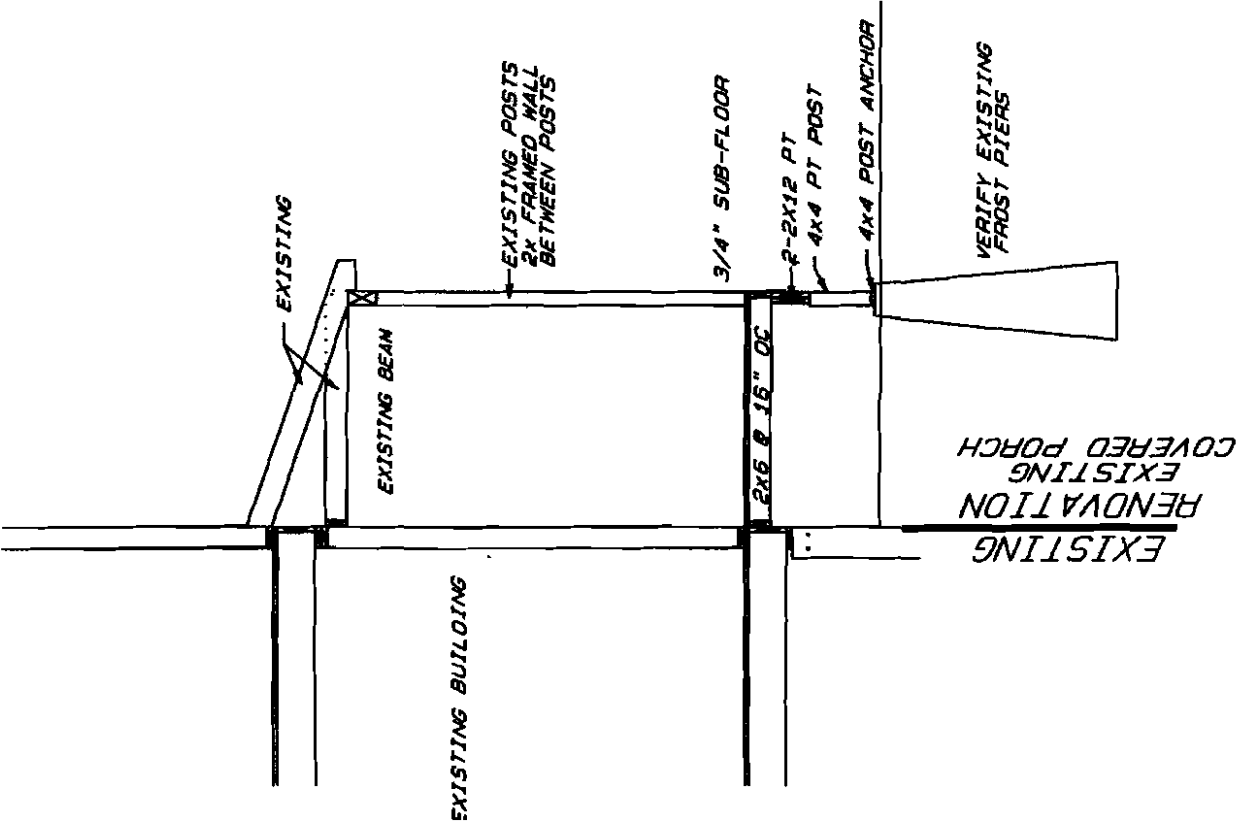 EXISTING
EXISTING POSTS
2x FRAMED WALL
BETWEEN POSTS
EXISTING BEAM
3/4" SUB-FLOOR
2-2X12 PT
4x4 PT POST
4x4 POST ANCHOR
2x6 @ 16" OC
VERIFY EXISTING
FROST PIERS
EXISTING BUILDING
EXISTING
RENOVATION
EXISTING
COVERED PORCH